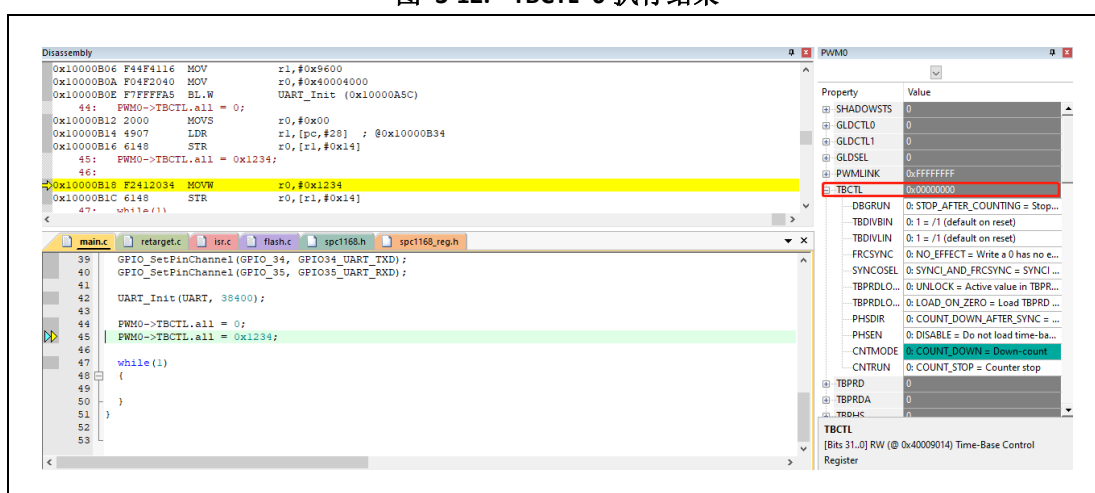 Disassembly
0x10000B06 F44F4116 MOV r1,#0x9600
0x10000B0A F04F2040 MOV r0,#0x40004000
0x10000B0E F7FFFFA5 BL.W UART_Init (0x10000A5C)
44: PWM0->TBCTL.all = 0;
0x10000B12 2000 MOVS r0,#0x00
0x10000B14 4907 LDR r1,[pc,#28] ; @0x10000B34
0x10000B16 6148 STR r0,[r1,#0x14]
45: PWM0->TBCTL.all = 0x1234;
46:
0x10000B18 F2412034 MOVW r0,#0x1234
0x10000B1C 6148 STR r0,[r1,#0x14]
47: while(1)
main.c retarget.c isr.c flash.c spc1168.h spc1168_reg.h
39 GPIO_SetPinChannel(GPIO_34, GPIO34_UART_TXD);
40 GPIO_SetPinChannel(GPIO_35, GPIO35_UART_RXD);
41
42 UART_Init(UART, 38400);
43
44 PWM0->TBCTL.all = 0;
45 PWM0->TBCTL.all = 0x1234;
46
47 while(1)
48 {
49
50 }
51 }
52
53
PWM0
Property Value
SHADOWSTS 0
GLDCTL0 0
GLDCTL1 0
GLDSEL 0
PWMLINK 0xFFFFFFFF
TBCTL 0x00000000
DBGRUN 0: STOP_AFTER_COUNTING = Stop...
TBDIVBIN 0: 1 = /1 (default on reset)
TBDIVLIN 0: 1 = /1 (default on reset)
FRCSYNC 0: NO_EFFECT = Write a 0 has no e...
SYNCOSEL 0: SYNCI_AND_FRCSYNC = SYNCI ...
TBPRDLO... 0: UNLOCK = Active value in TBPR...
TBPRDLO... 0: LOAD_ON_ZERO = Load TBPRD ...
PHSDIR 0: COUNT_DOWN_AFTER_SYNC = ...
PHSEN 0: DISABLE = Do not load time-ba...
CNTMODE 0: COUNT_DOWN = Down-count
CNTRUN 0: COUNT_STOP = Counter stop
TBPRD 0
TBPRDA 0
TBPHS 0
TBCTL
[Bits 31..0] RW (@ 0x40009014) Time-Base Control
Register